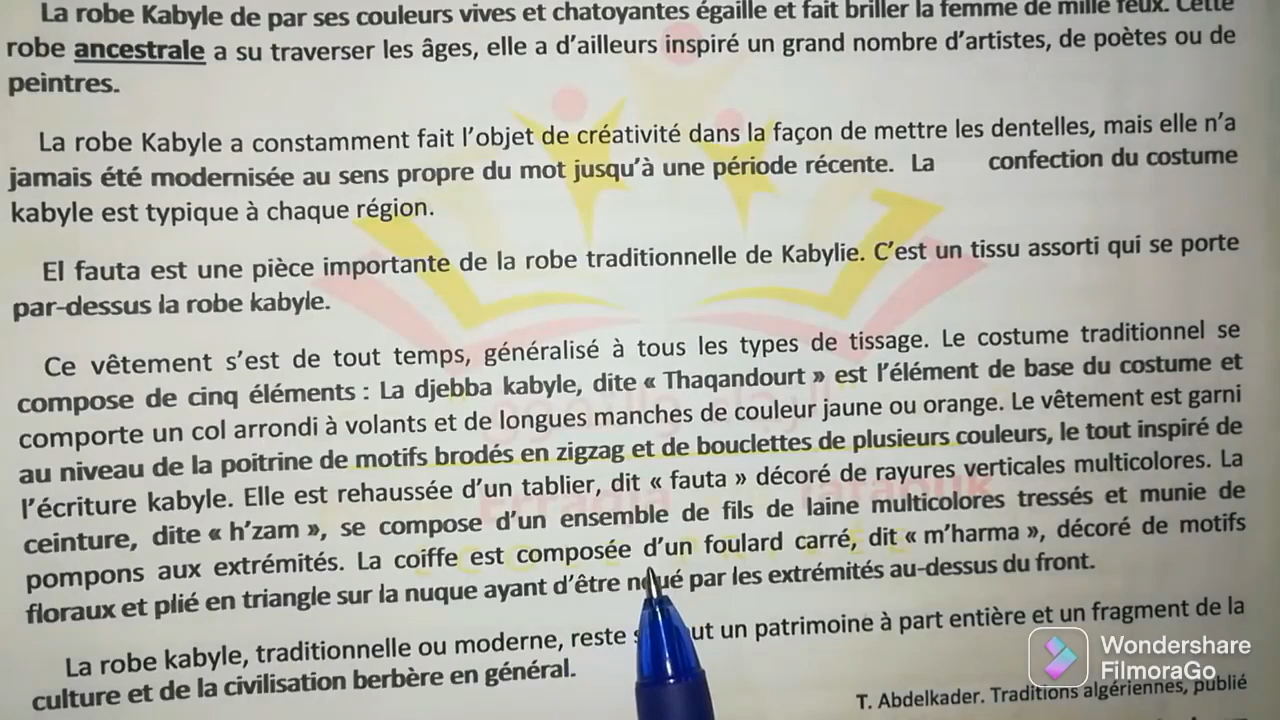 La robe Kabyle de par ses couleurs vives et chatoyantes égaille et fait briller la femme de mille feux. Cette
robe ancestrale a su traverser les âges, elle a d'ailleurs inspiré un grand nombre d'artistes, de poètes ou de
peintres.
La robe Kabyle a constamment fait l'objet de créativité dans la façon de mettre les dentelles, mais elle n'a
jamais été modernisée au sens propre du mot jusqu'à une période récente. La confection du costume
kabyle est typique à chaque région.
El fauta est une pièce importante de la robe traditionnelle de Kabylie. C'est un tissu assorti qui se porte
par-dessus la robe kabyle.
Ce vêtement s'est de tout temps, généralisé à tous les types de tissage. Le costume traditionnel se
compose de cinq éléments : La djebba kabyle, dite « Thaqandourt » est l'élément de base du costume et
comporte un col arrondi à volants et de longues manches de couleur jaune ou orange. Le vêtement est garni
au niveau de la poitrine de motifs brodés en zigzag et de bouclettes de plusieurs couleurs, le tout inspiré de
l'écriture kabyle. Elle est rehaussée d'un tablier, dit « fauta » décoré de rayures verticales multicolores. La
ceinture, dite « h'zam », se compose d'un ensemble de fils de laine multicolores tressés et munie de
pompons aux extrémités. La coiffe est composée d'un foulard carré, dit « m'harma », décoré de motifs
floraux et plié en triangle sur la nuque ayant d'être noué par les extrémités au-dessus du front.
La robe kabyle, traditionnelle ou moderne, reste un patrimoine à part entière et un fragment de la
culture et de la civilisation berbère en général.
T. Abdelkader. Traditions algériennes, publié
Wondershare
FilmoraGo